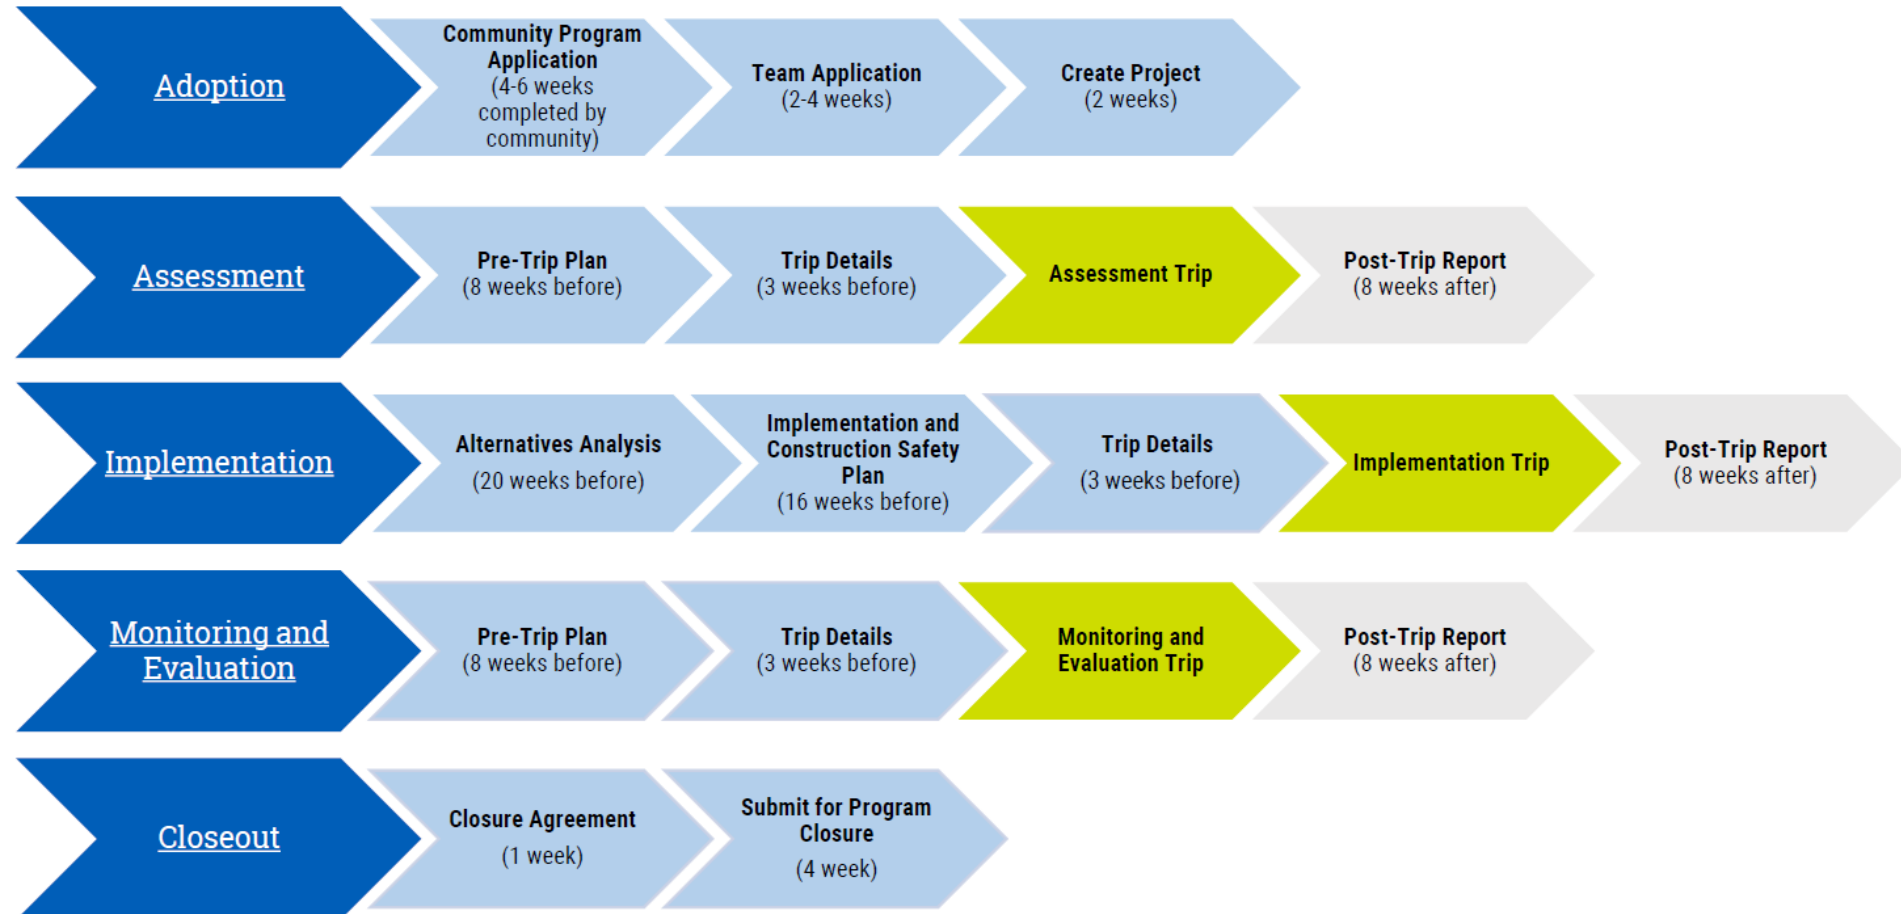 Adoption
Community Program
Application
(4-6 weeks
completed by
community)
Team Application
(2-4 weeks)
Create Project
(2 weeks)
Assessment
Pre-Trip Plan
(8 weeks before)
Trip Details
(3 weeks before)
Assessment Trip
Post-Trip Report
(8 weeks after)
Implementation
Alternatives Analysis
(20 weeks before)
Implementation and
Construction Safety
Plan
(16 weeks before)
Trip Details
(3 weeks before)
Implementation Trip
Post-Trip Report
(8 weeks after)
Monitoring and
Evaluation
Pre-Trip Plan
(8 weeks before)
Trip Details
(3 weeks before)
Monitoring and
Evaluation Trip
Post-Trip Report
(8 weeks after)
Closeout
Closure Agreement
(1 week)
Submit for Program
Closure
(4 week)